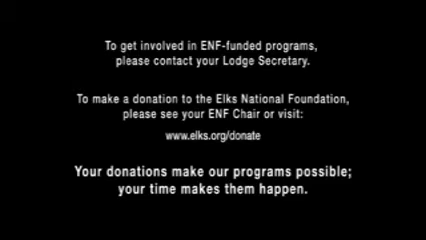 To get involved in ENF-funded programs,
please contact your Lodge Secretary.
To make a donation to the Elks National Foundation,
please see your ENF Chair or visit:
www.elks.org/donate
Your donations make our programs possible;
your time makes them happen.